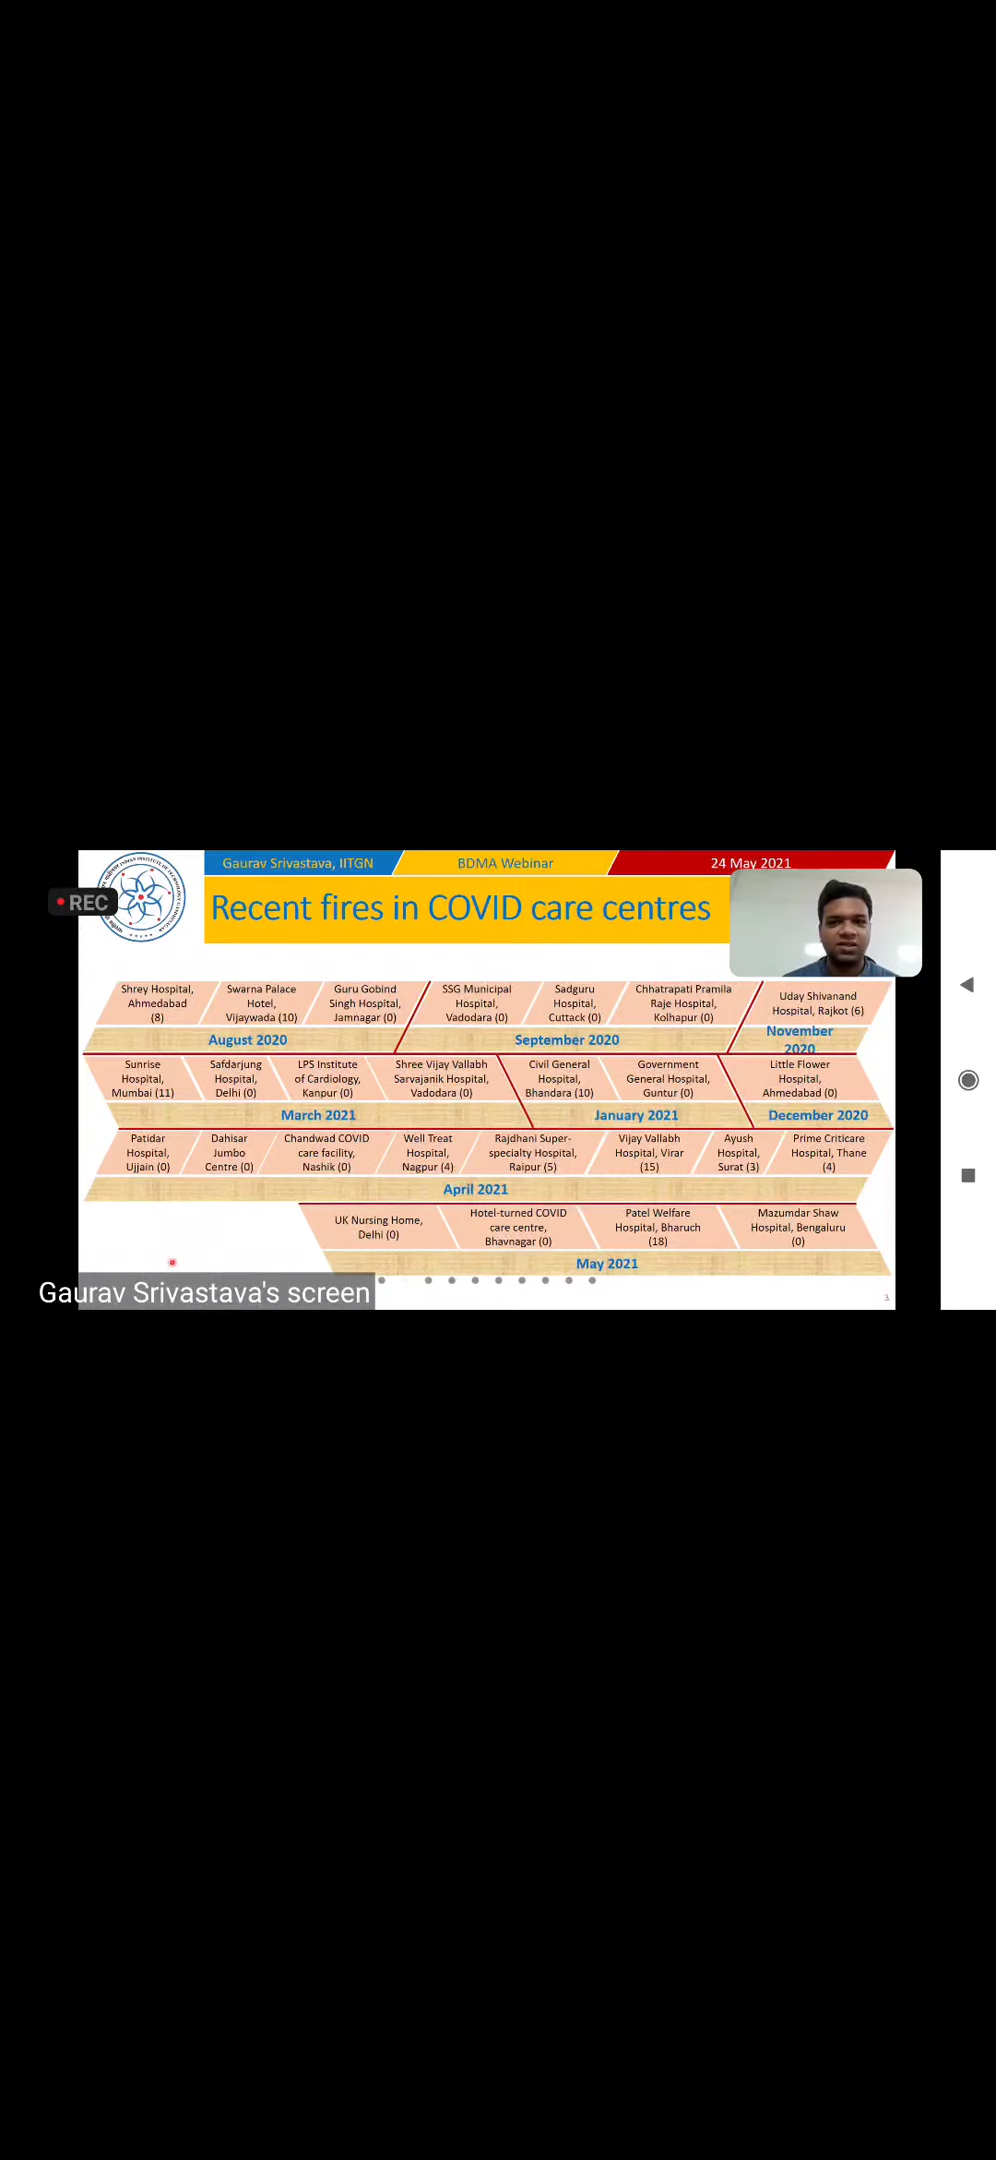 Gaurav Srivastava, IITGN
BDMA Webinar
24 May 2021
REC
Recent fires in COVID care centres
Shrey Hospital,
Ahmedabad
(8)
Swarna Palace
Hotel,
Vijaywada (10)
Guru Gobind
Singh Hospital,
Jamnagar (0)
SSG Municipal
Hospital,
Vadodara (0)
Sadguru
Hospital,
Cuttack (0)
Chhatrapati Pramila
Raje Hospital,
Kolhapur (0)
Uday Shivanand
Hospital, Rajkot (6)
August 2020
September 2020
November
2020
Sunrise
Hospital,
Mumbai (11)
Safdarjung
Hospital,
Delhi (0)
LPS Institute
of Cardiology,
Kanpur (0)
Shree Vijay Vallabh
Sarvajanik Hospital,
Vadodara (0)
Civil General
Hospital,
Bhandara (10)
Government
General Hospital,
Guntur (0)
Little Flower
Hospital,
Ahmedabad (0)
March 2021
January 2021
December 2020
Patidar
Hospital,
Ujjain (0)
Dahisar
Jumbo
Centre (0)
Chandwad COVID
care facility,
Nashik (0)
Well Treat
Hospital,
Nagpur (4)
Rajdhani Super-
specialty Hospital,
Raipur (5)
Vijay Vallabh
Hospital, Virar
(15)
Ayush
Hospital,
Surat (3)
Prime Criticare
Hospital, Thane
(4)
April 2021
UK Nursing Home,
Delhi (0)
Hotel-turned COVID
care centre,
Bhavnagar (0)
Patel Welfare
Hospital, Bharuch
(18)
Mazumdar Shaw
Hospital, Bengaluru
(0)
May 2021
Gaurav Srivastava's screen
3